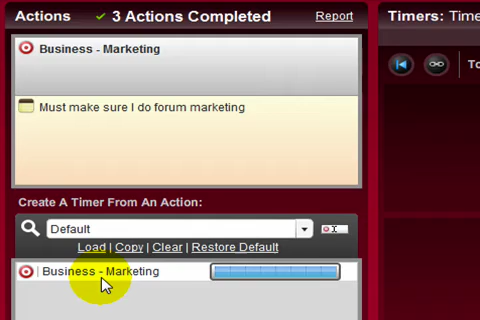 Actions ✓ 3 Actions Completed Report
Business - Marketing
Must make sure I do forum marketing
Create A Timer From An Action:
Default
Load | Copy | Clear | Restore Default
Business - Marketing
Timers: Time
To